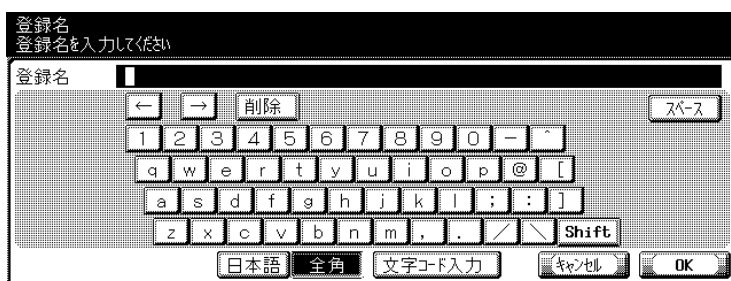 登録名
登録名を入力してください
登録名
← → 削除 スペース
1 2 3 4 5 6 7 8 9 0 - ^
q w e r t y u i o p @ [
a s d f g h j k l ; : ]
z x c v b n m , . / \ Shift
日本語 全角 文字コード入力 キャンセル OK